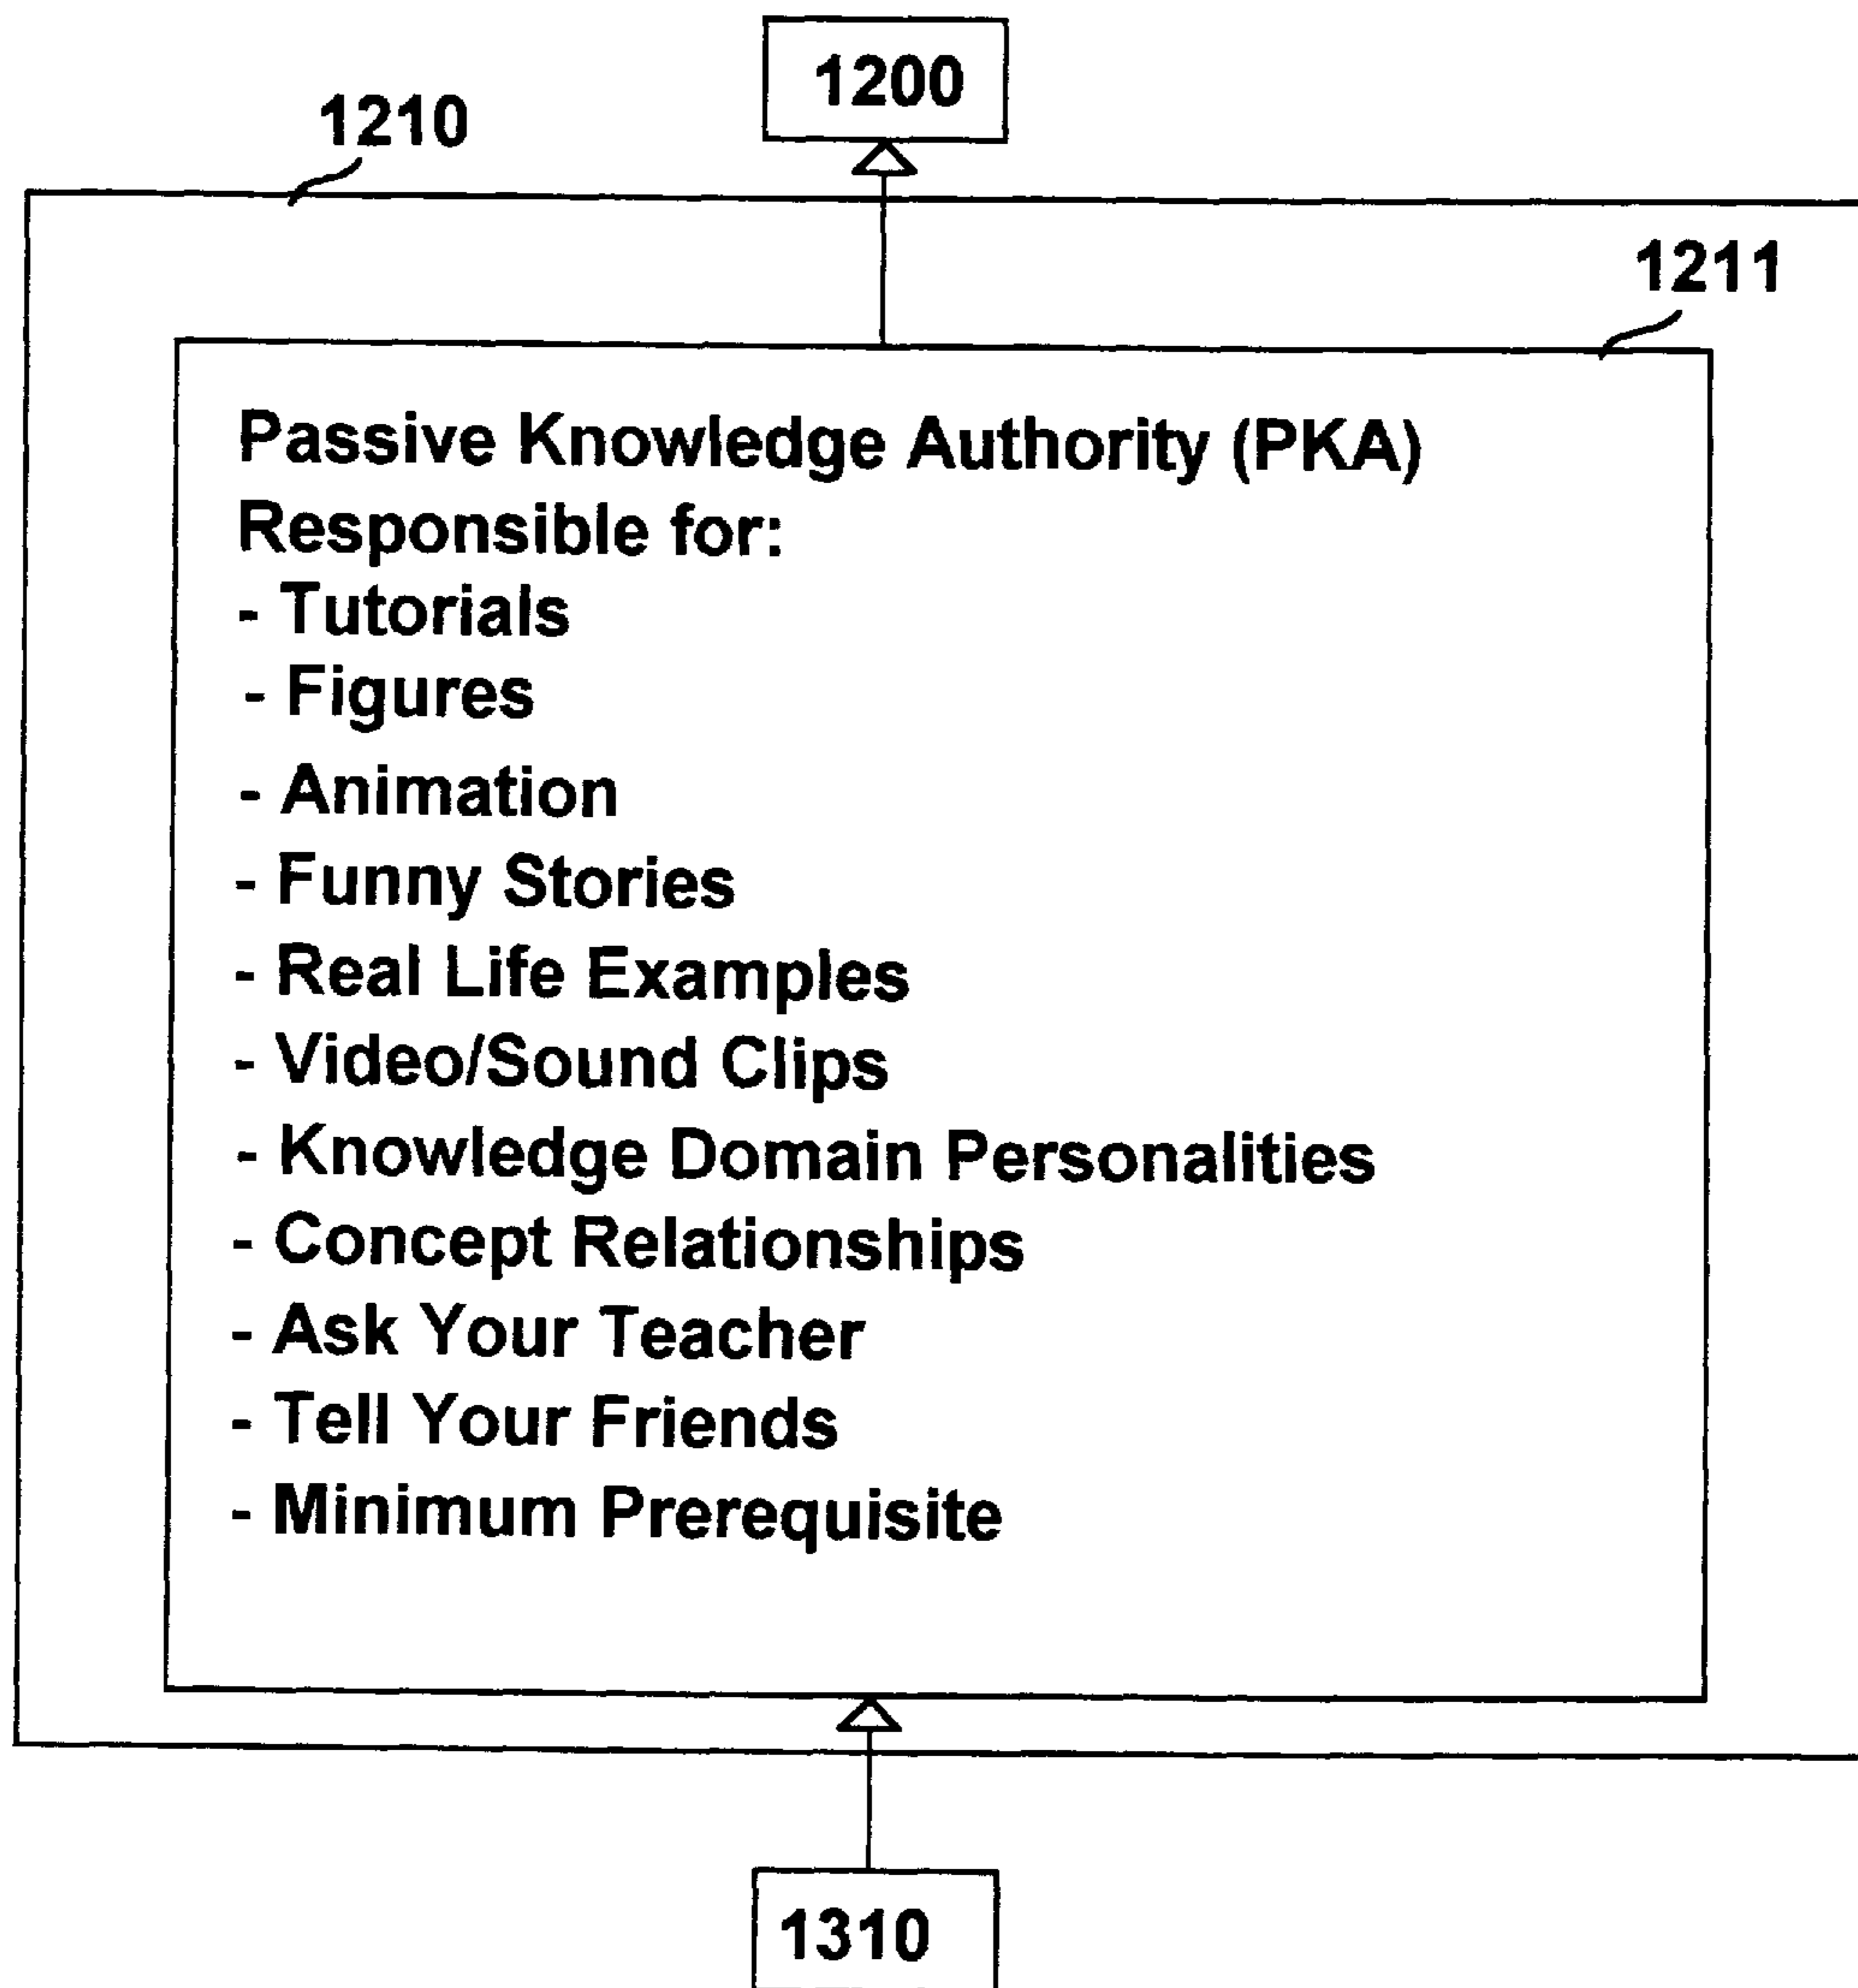 1200
1210
1211
Passive Knowledge Authority (PKA)
Responsible for:
- Tutorials
- Figures
- Animation
- Funny Stories
- Real Life Examples
- Video/Sound Clips
- Knowledge Domain Personalities
- Concept Relationships
- Ask Your Teacher
- Tell Your Friends
- Minimum Prerequisite
1310